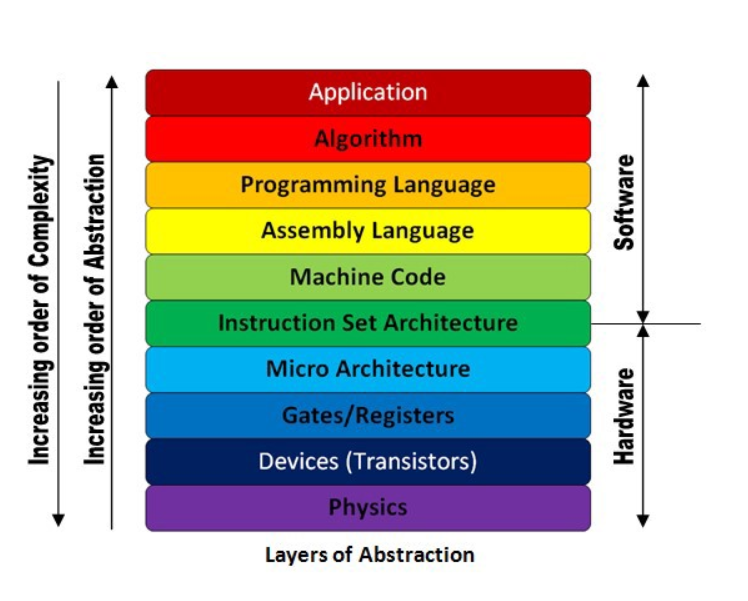 Application
Algorithm
Programming Language
Assembly Language
Machine Code
Instruction Set Architecture
Micro Architecture
Gates/Registers
Devices (Transistors)
Physics
Increasing order of Complexity
Increasing order of Abstraction
Software
Hardware
Layers of Abstraction